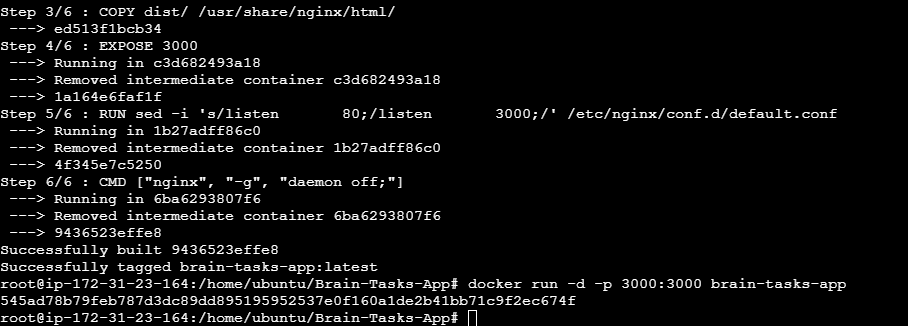 Step 3/6 : COPY dist/ /usr/share/nginx/html/
 ---> ed513f1bcb34
Step 4/6 : EXPOSE 3000
 ---> Running in c3d682493a18
 ---> Removed intermediate container c3d682493a18
 ---> 1a164e6faf1f
Step 5/6 : RUN sed -i 's/listen       80;/listen       3000;/' /etc/nginx/conf.d/default.conf
 ---> Running in 1b27adff86c0
 ---> Removed intermediate container 1b27adff86c0
 ---> 4f345e7c5250
Step 6/6 : CMD ["nginx", "-g", "daemon off;"]
 ---> Running in 6ba6293807f6
 ---> Removed intermediate container 6ba6293807f6
 ---> 9436523effe8
Successfully built 9436523effe8
Successfully tagged brain-tasks-app:latest
root@ip-172-31-23-164:/home/ubuntu/Brain-Tasks-App# docker run -d -p 3000:3000 brain-tasks-app
545ad78b79feb787d3dc89dd895195952537e0f160a1de2b41bb71c9f2ec674f
root@ip-172-31-23-164:/home/ubuntu/Brain-Tasks-App#